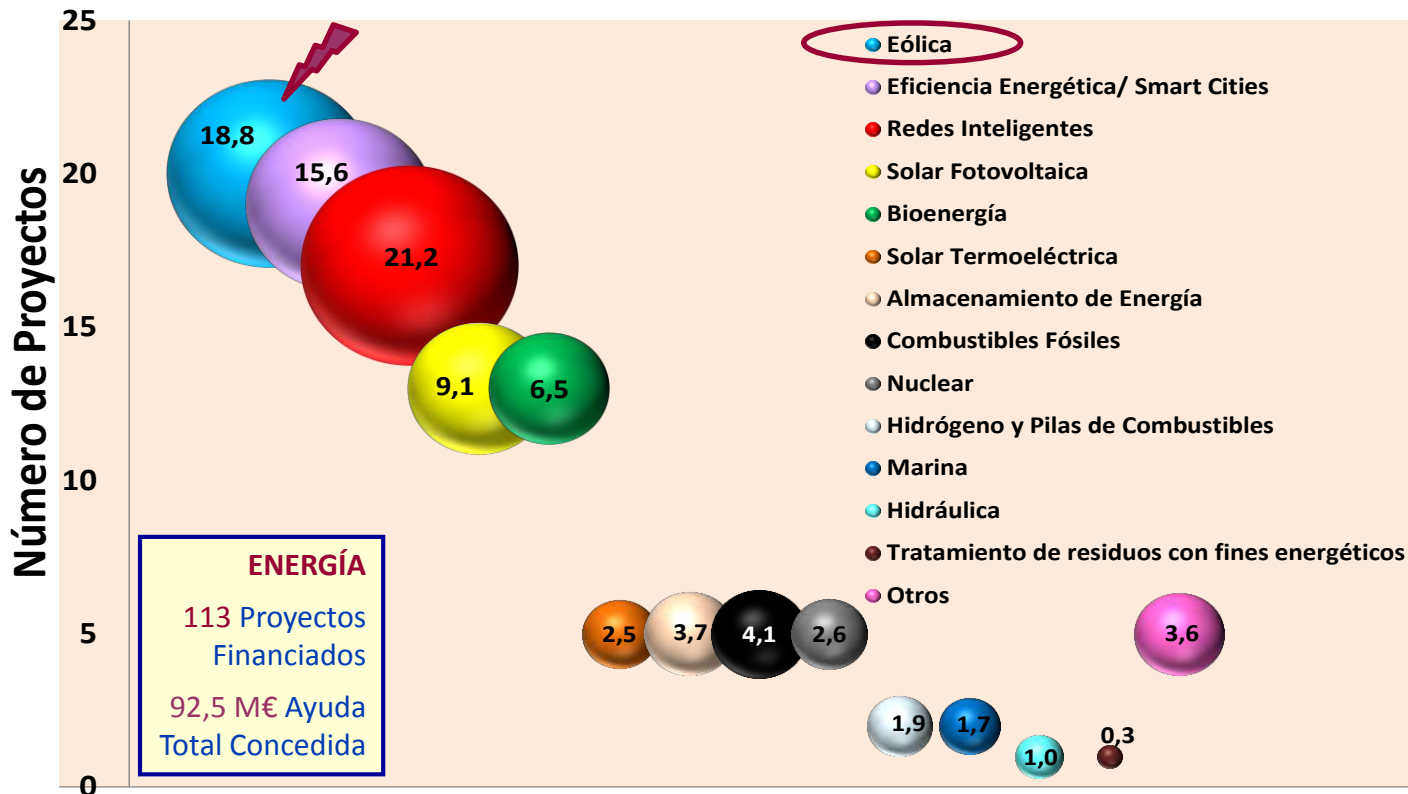 Número de Proyectos
25
20
15
10
5
0
18,8
15,6
21,2
9,1
6,5
2,5
3,7
4,1
2,6
1,9
1,7
1,0
0,3
3,6
Eólica
Eficiencia Energética/ Smart Cities
Redes Inteligentes
Solar Fotovoltaica
Bioenergía
Solar Termoeléctrica
Almacenamiento de Energía
Combustibles Fósiles
Nuclear
Hidrógeno y Pilas de Combustibles
Marina
Hidráulica
Tratamiento de residuos con fines energéticos
Otros
ENERGÍA
113 Proyectos
Financiados
92,5 M€ Ayuda
Total Concedida